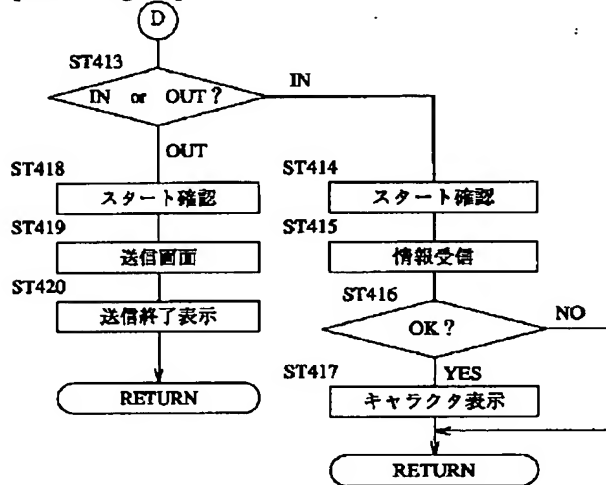 D
ST413
IN or OUT?
IN
OUT
ST418
スタート確認
ST419
送信画面
ST420
送信終了表示
RETURN
ST414
スタート確認
ST415
情報受信
ST416
OK?
NO
YES
ST417
キャラクタ表示
RETURN